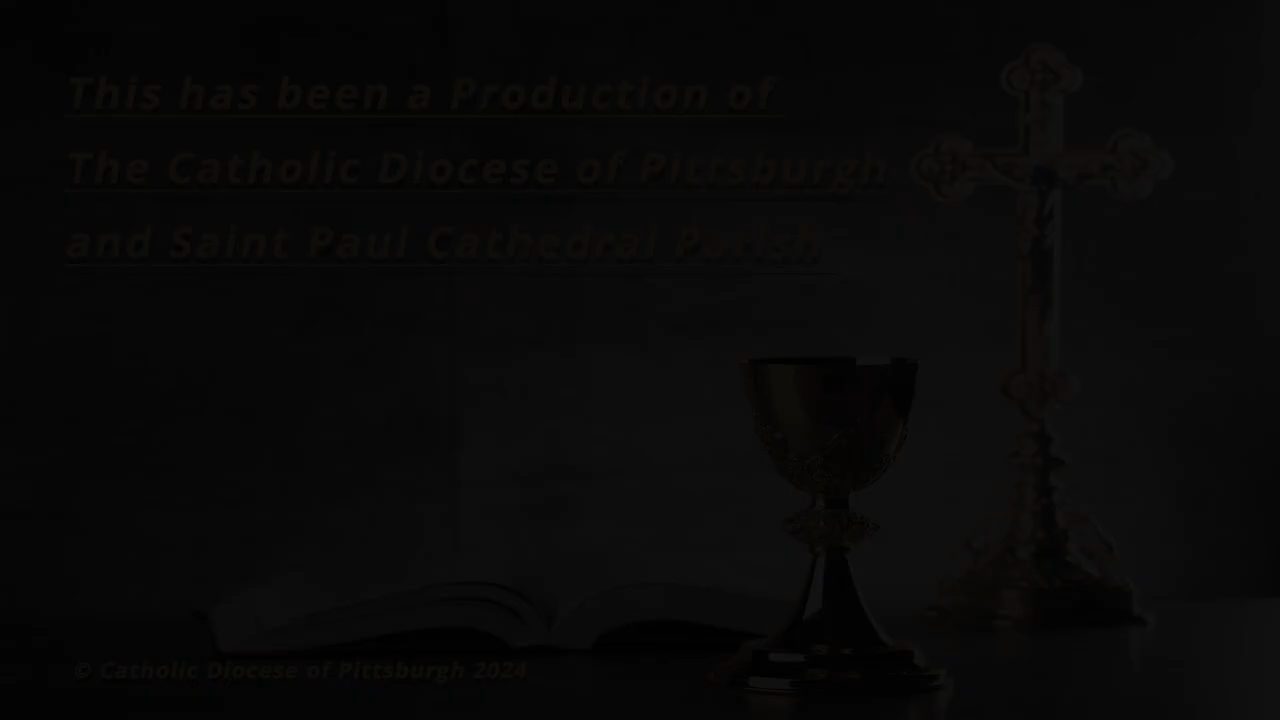 This has been a Production of
The Catholic Diocese of Pittsburgh
and Saint Paul Cathedral Parish
© Catholic Diocese of Pittsburgh 2024